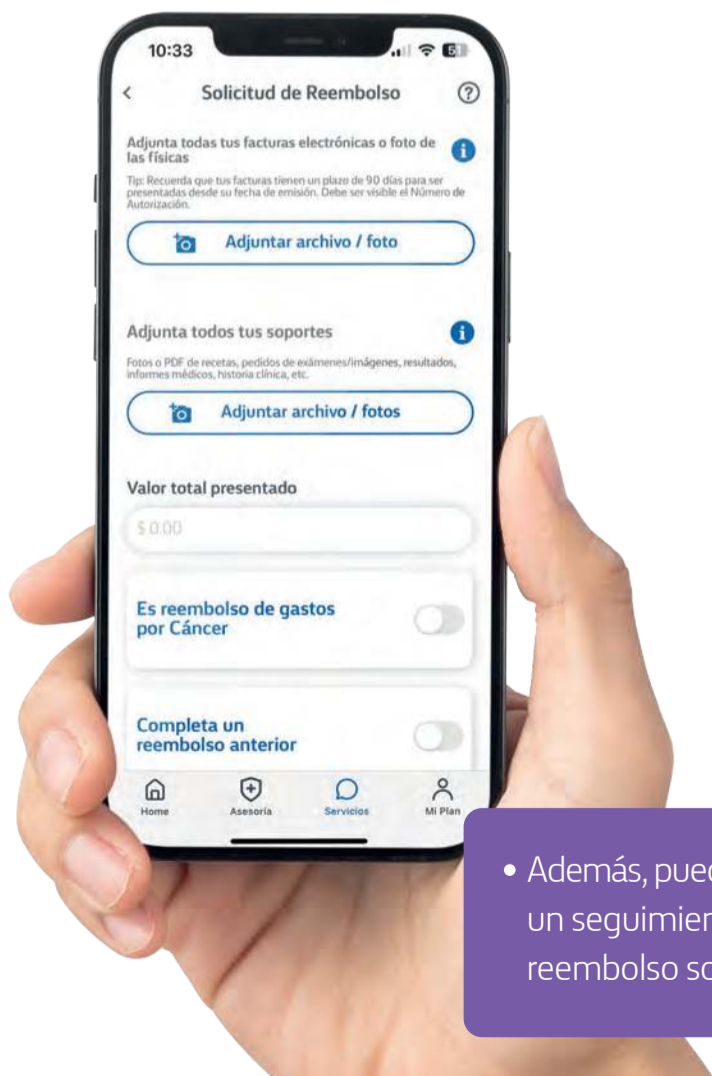 10:33
51
Solicitud de Reembolso
Adjunta todas tus facturas electrónicas o foto de
las físicas
Tip: Recuerda que tus facturas tienen un plazo de 90 días para ser
presentadas desde su fecha de emisión. Debe ser visible el Número de
Autorización.
Adjuntar archivo / foto
Adjunta todos tus soportes
Fotos o PDF de recetas, pedidos de exámenes/imágenes, resultados,
informes médicos, historia clínica, etc.
Adjuntar archivo / fotos
Valor total presentado
$ 0.00
Es reembolso de gastos
por Cáncer
Completa un
reembolso anterior
Home
Asesoría
Servicios
Mi Plan
• Además,
un
reembolso